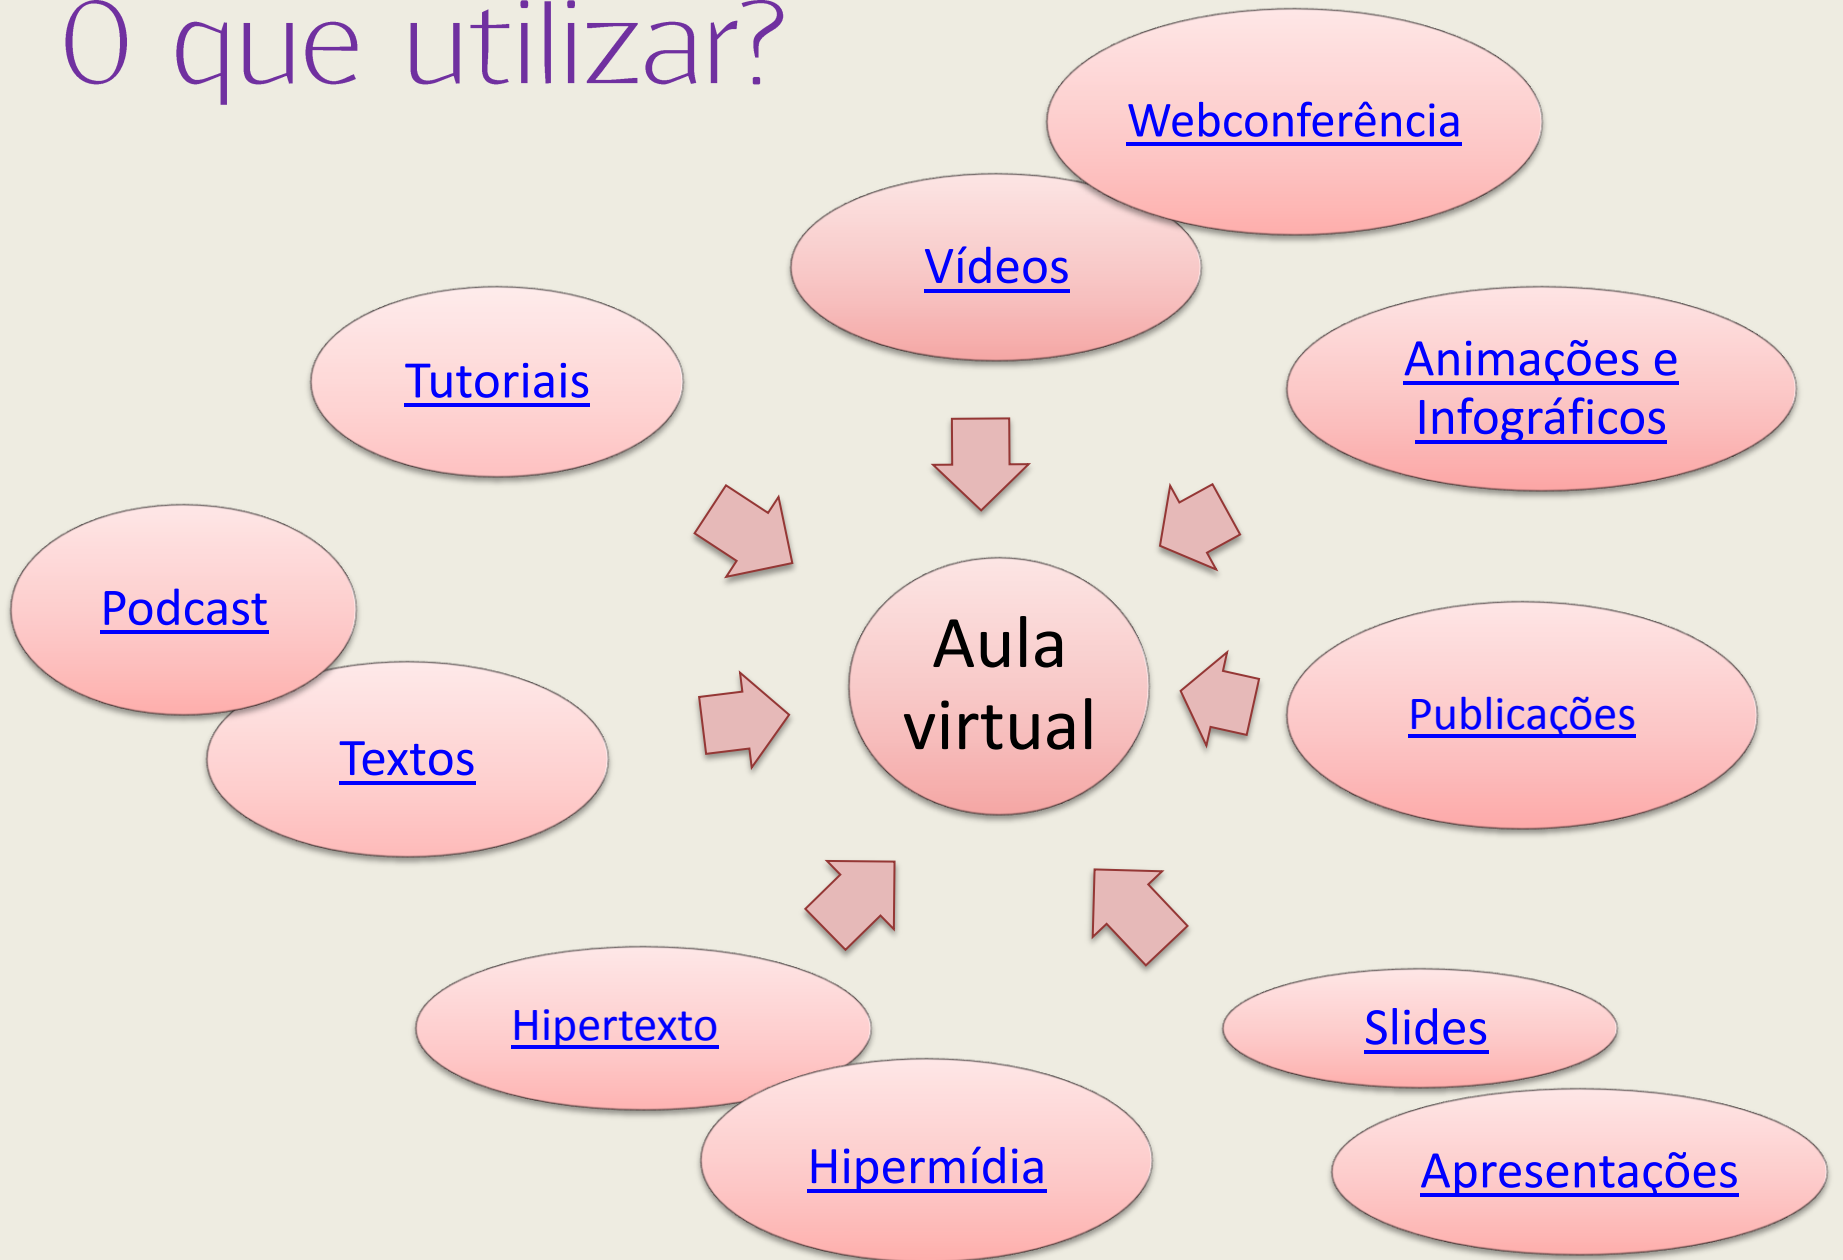 O que utilizar?
Webconferência
Vídeos
Tutoriais
Animações e
Infográficos
Podcast
Aula
virtual
Publicações
Textos
Hipertexto
Slides
Hipermídia
Apresentações